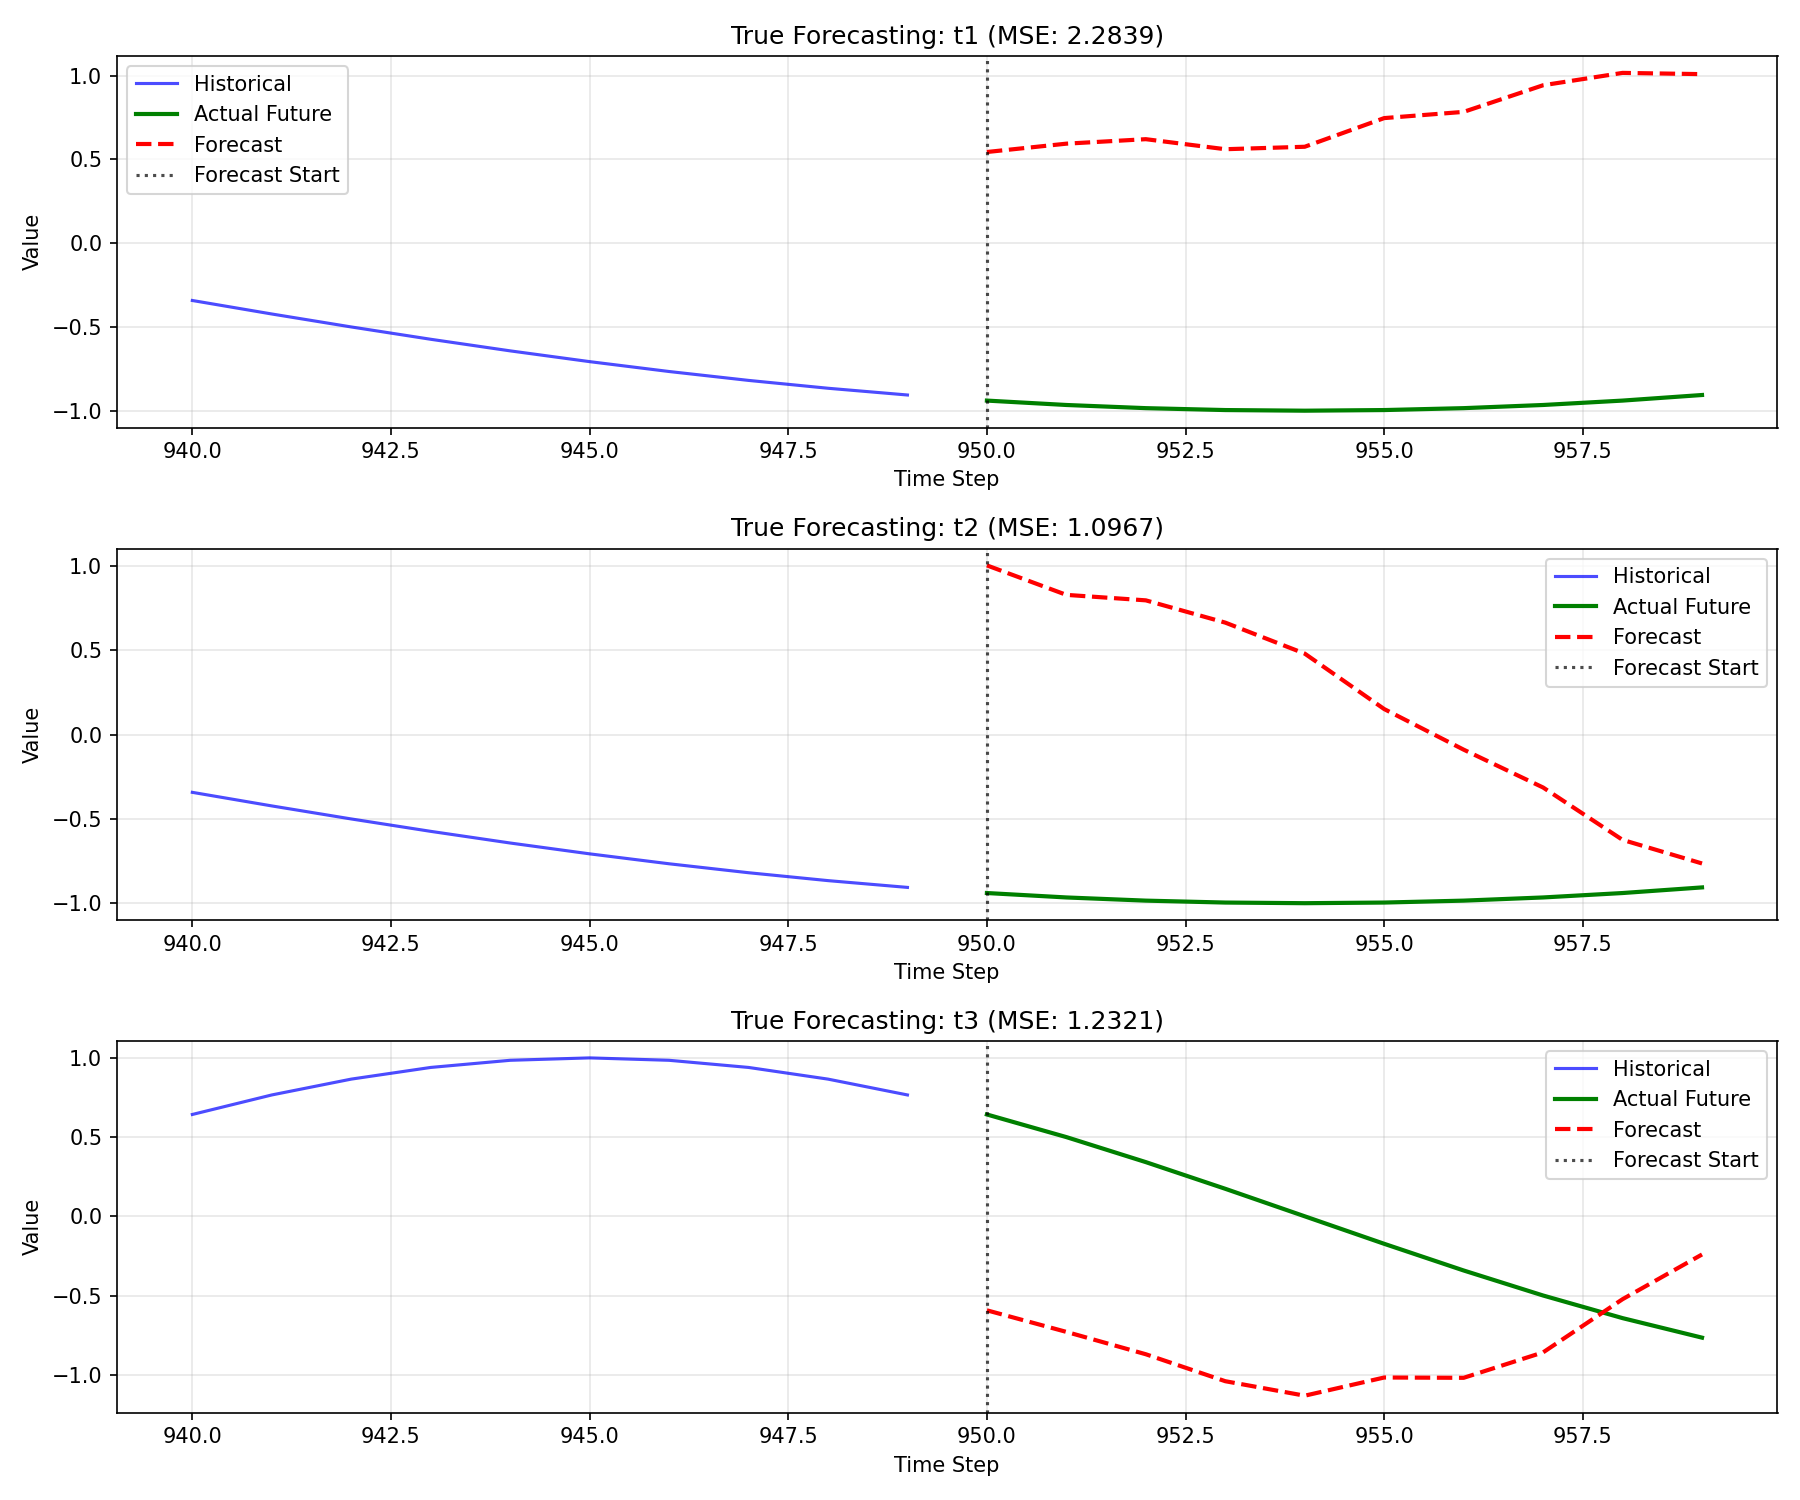 True Forecasting: t1 (MSE: 2.2839)
1.0
0.5
0.0
−0.5
−1.0
Value
Historical
Actual Future
Forecast
Forecast Start
940.0 942.5 945.0 947.5 950.0 952.5 955.0 957.5
Time Step
True Forecasting: t2 (MSE: 1.0967)
1.0
0.5
0.0
−0.5
−1.0
Value
Historical
Actual Future
Forecast
Forecast Start
940.0 942.5 945.0 947.5 950.0 952.5 955.0 957.5
Time Step
True Forecasting: t3 (MSE: 1.2321)
1.0
0.5
0.0
−0.5
−1.0
Value
Historical
Actual Future
Forecast
Forecast Start
940.0 942.5 945.0 947.5 950.0 952.5 955.0 957.5
Time Step